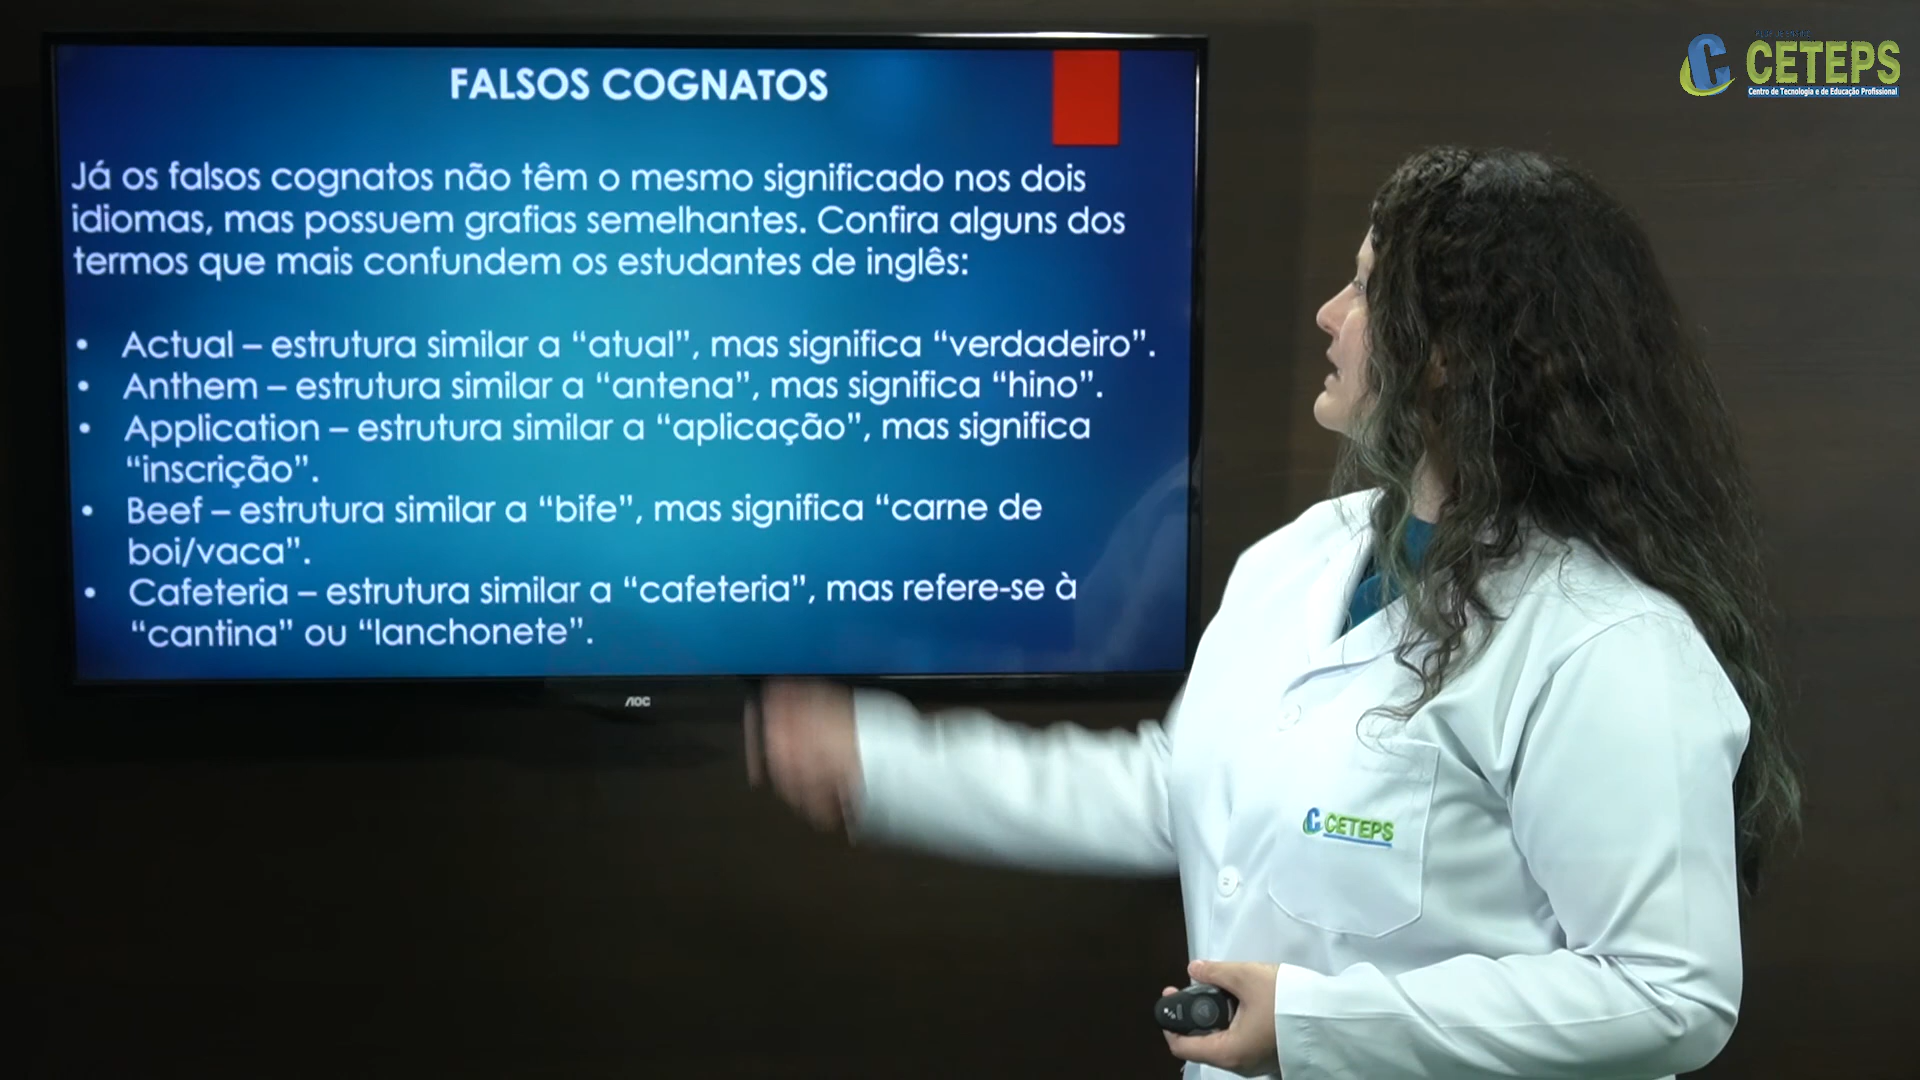 FALSOS COGNATOS
Já os falsos cognatos não têm o mesmo significado nos dois
idiomas, mas possuem grafias semelhantes. Confira alguns dos
termos que mais confundem os estudantes de inglês:
• Actual – estrutura similar a “atual”, mas significa “verdadeiro”.
• Anthem – estrutura similar a “antena”, mas significa “hino”.
• Application – estrutura similar a “aplicação”, mas significa
“inscrição”.
• Beef – estrutura similar a “bife”, mas significa “carne de
boi/vaca”.
• Cafeteria – estrutura similar a “cafeteria”, mas refere-se à
“cantina” ou “lanchonete”.
AOC
CETEPS
Centro de Tecnologia e de Educação Profissional
CETEPS